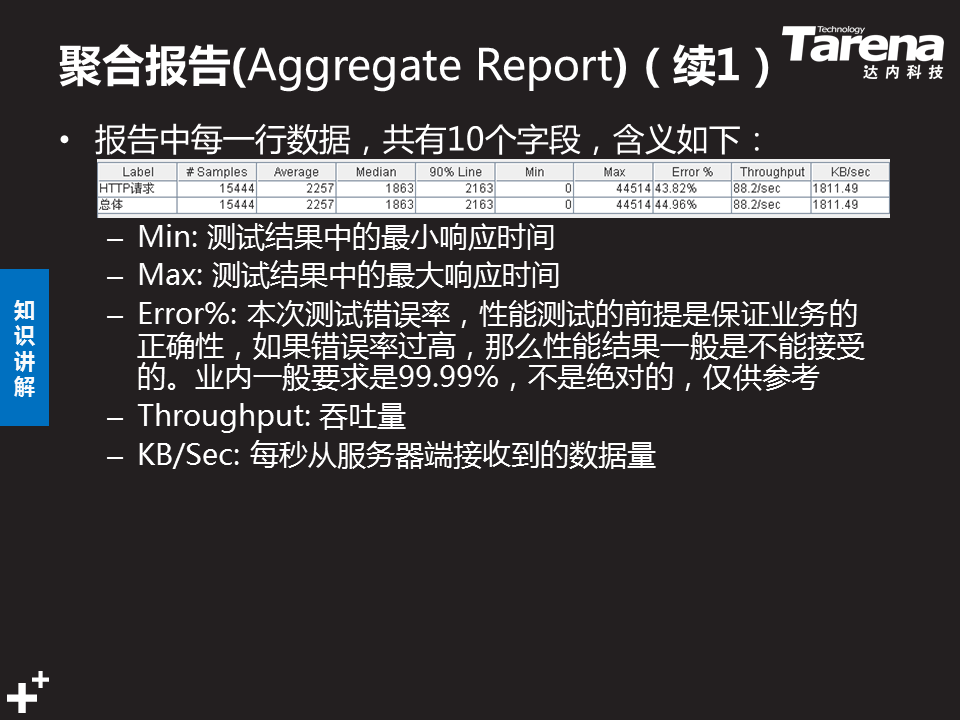 聚合报告(Aggregate Report)（续1）
Technology
Tarena
达内科技
• 报告中每一行数据，共有10个字段，含义如下：
Label # Samples Average Median 90% Line Min Max Error % Throughput KB/sec
HTTP请求 15444 2257 1863 2163 0 44514 43.82% 88.2/sec 1811.49
总体 15444 2257 1863 2163 0 44514 44.96% 88.2/sec 1811.49
– Min: 测试结果中的最小响应时间
– Max: 测试结果中的最大响应时间
– Error%: 本次测试错误率，性能测试的前提是保证业务的
正确性，如果错误率过高，那么性能结果一般是不能接受
的。业内一般要求是99.99%，不是绝对的，仅供参考
– Throughput: 吞吐量
– KB/Sec: 每秒从服务器端接收到的数据量
知
识
讲
解